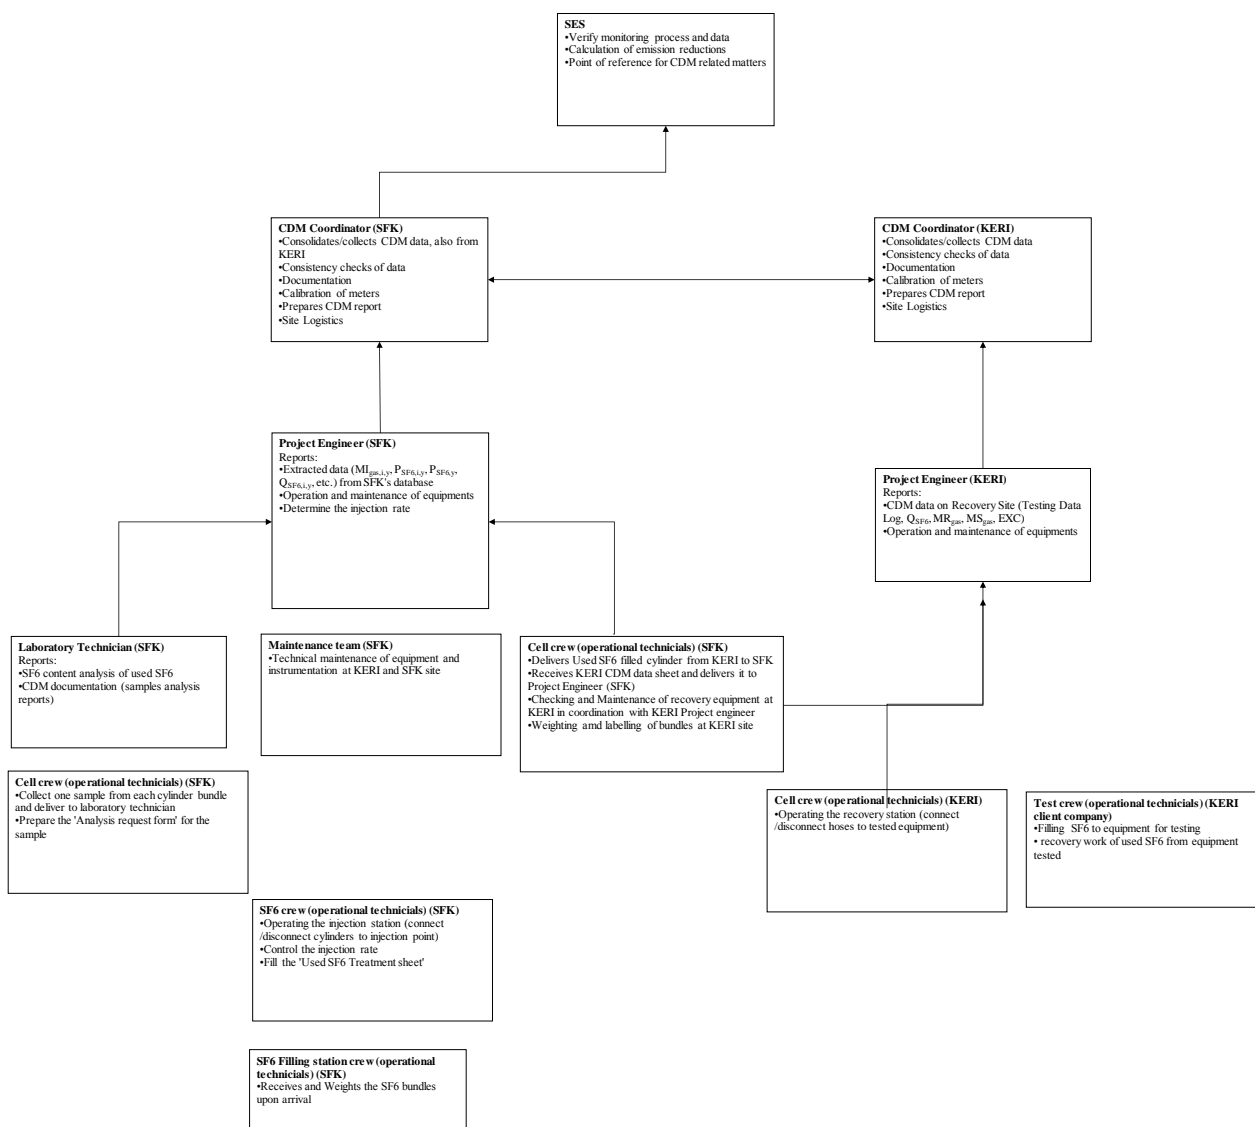 SES
•Verify monitoring process and data
•Calculation of emission reductions
•Point of reference for CDM related matters
CDM Coordinator (SFK)
•Consolidates/collects CDM data, also from
KERI
•Consistency checks of data
•Documentation
•Calibration of meters
•Prepares CDM report
•Site Logistics
CDM Coordinator (KERI)
•Consolidates/collects CDM data
•Consistency checks of data
•Documentation
•Calibration of meters
•Prepares CDM report
•Site Logistics
Project Engineer (SFK)
Reports:
•Extracted data (MIgas,i,y, PSF6,i,y, PSF6,y,
QSF6,i,y, etc.) from SFK's database
•Operation and maintenance of equipments
•Determine the injection rate
Project Engineer (KERI)
Reports:
•CDM data on Recovery Site (Testing Data
Log, QSF6, MRgas, MSgas, EXC)
•Operation and maintenance of equipments
Laboratory Technician (SFK)
Reports:
•SF6 content analysis of used SF6
•CDM documentation (samples analysis
reports)
Maintenance team (SFK)
•Technical maintenance of equipment and
instrumentation at KERI and SFK site
Cell crew (operational technicials) (SFK)
•Delivers Used SF6 filled cylinder from KERI to SFK
•Receives KERI CDM data sheet and delivers it to
Project Engineer (SFK)
•Checking and Maintenance of recovery equipment at
KERI in coordination with KERI Project engineer
•Weighting amd labelling of bundles at KERI site
Cell crew (operational technicials) (SFK)
•Collect one sample from each cylinder bundle
and deliver to laboratory technician
•Prepare the 'Analysis request form' for the
sample
Cell crew (operational technicials) (KERI)
•Operating the recovery station (connect
/disconnect hoses to tested equipment)
Test crew (operational technicials) (KERI
client company)
•Filling SF6 to equipment for testing
• recovery work of used SF6 from equipment
tested
SF6 crew (operational technicials) (SFK)
•Operating the injection station (connect
/disconnect cylinders to injection point)
•Control the injection rate
•Fill the 'Used SF6 Treatment sheet'
SF6 Filling station crew (operational
technicials) (SFK)
•Receives and Weights the SF6 bundles
upon arrival